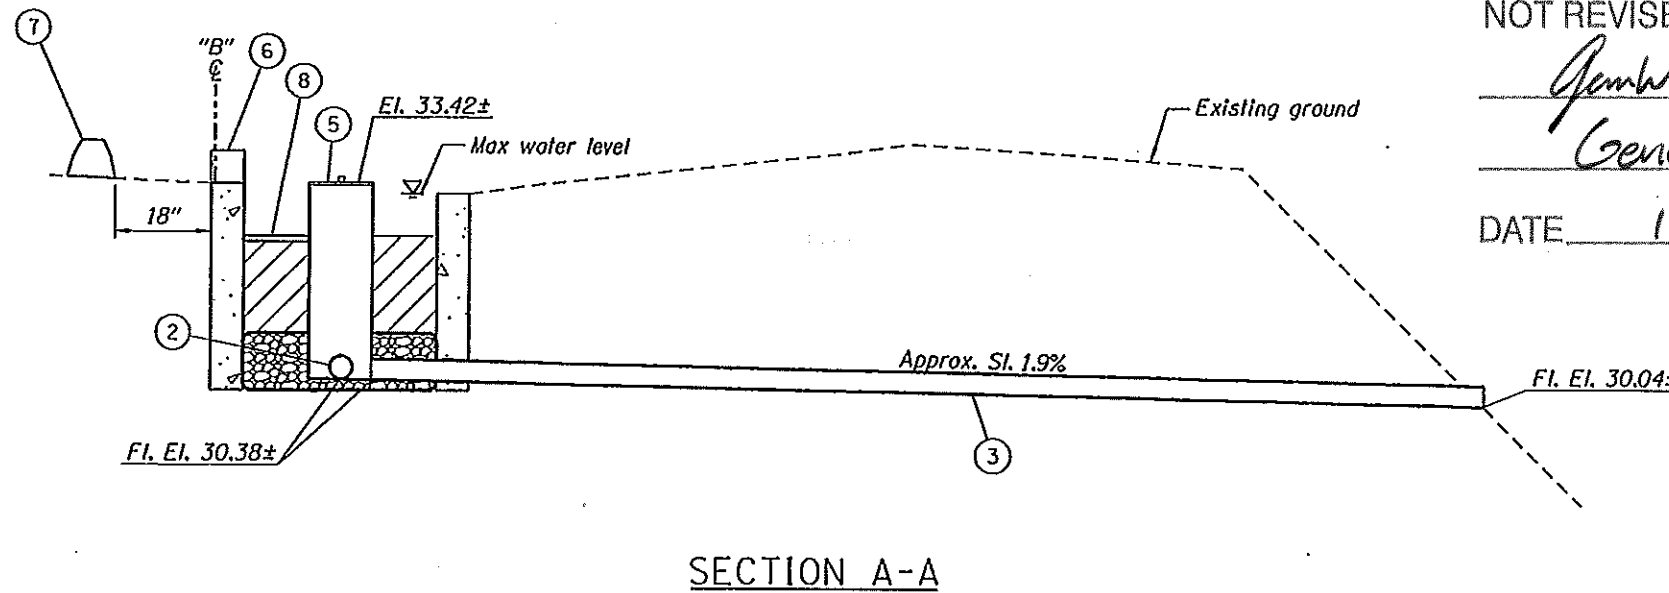 NOT REVISE
7
"B"
℄
6
8
5
El. 33.42±
Max water level
Existing ground
DATE
18"
2
Approx. Sl. 1.9%
Fl. El. 30.04±
Fl. El. 30.38±
3
SECTION A-A